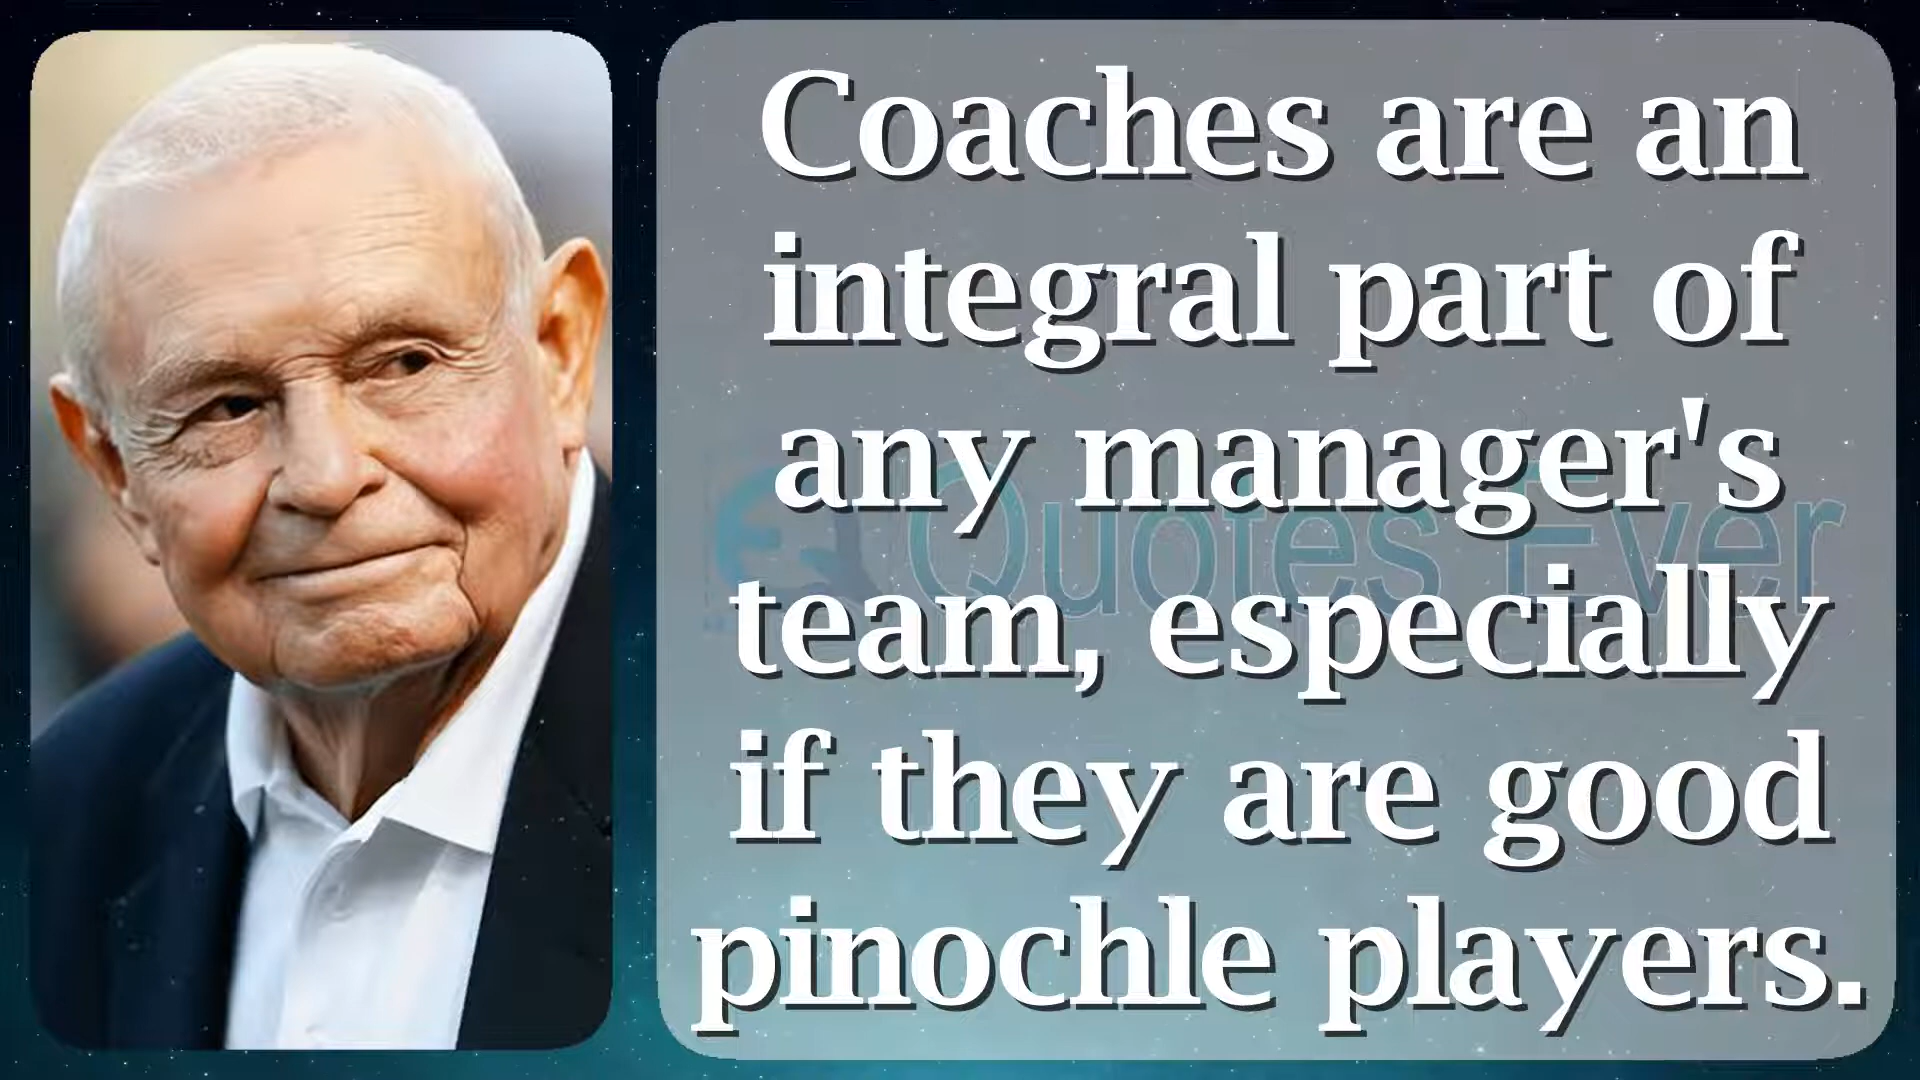 Coaches are an
integral part of
any manager's
Quotes Ever
team, especially
if they are good
pinochle players.